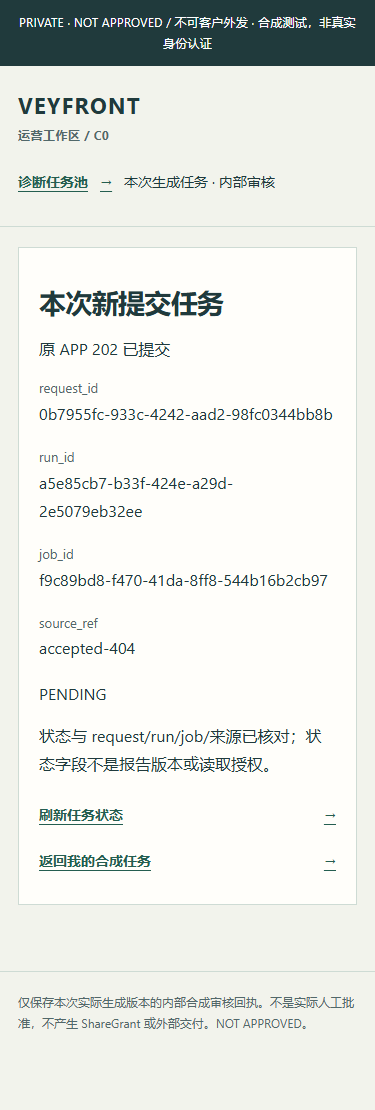 PRIVATE · NOT APPROVED / 不可客户外发 · 合成测试，非真实
身份认证
VEYFRONT
运营工作区 / C0
诊断任务池 → 本次生成任务 · 内部审核
本次新提交任务
原 APP 202 已提交
request_id
0b7955fc-933c-4242-aad2-98fc0344bb8b
run_id
a5e85cb7-b33f-424e-a29d-
2e5079eb32ee
job_id
f9c89bd8-f470-41da-8ff8-544b16b2cb97
source_ref
accepted-404
PENDING
状态与 request/run/job/来源已核对；状
态字段不是报告版本或读取授权。
刷新任务状态 →
返回我的合成任务 →
仅保存本次实际生成版本的内部合成审核回执。不是实际人工批
准，不产生 ShareGrant 或外部交付。NOT APPROVED。